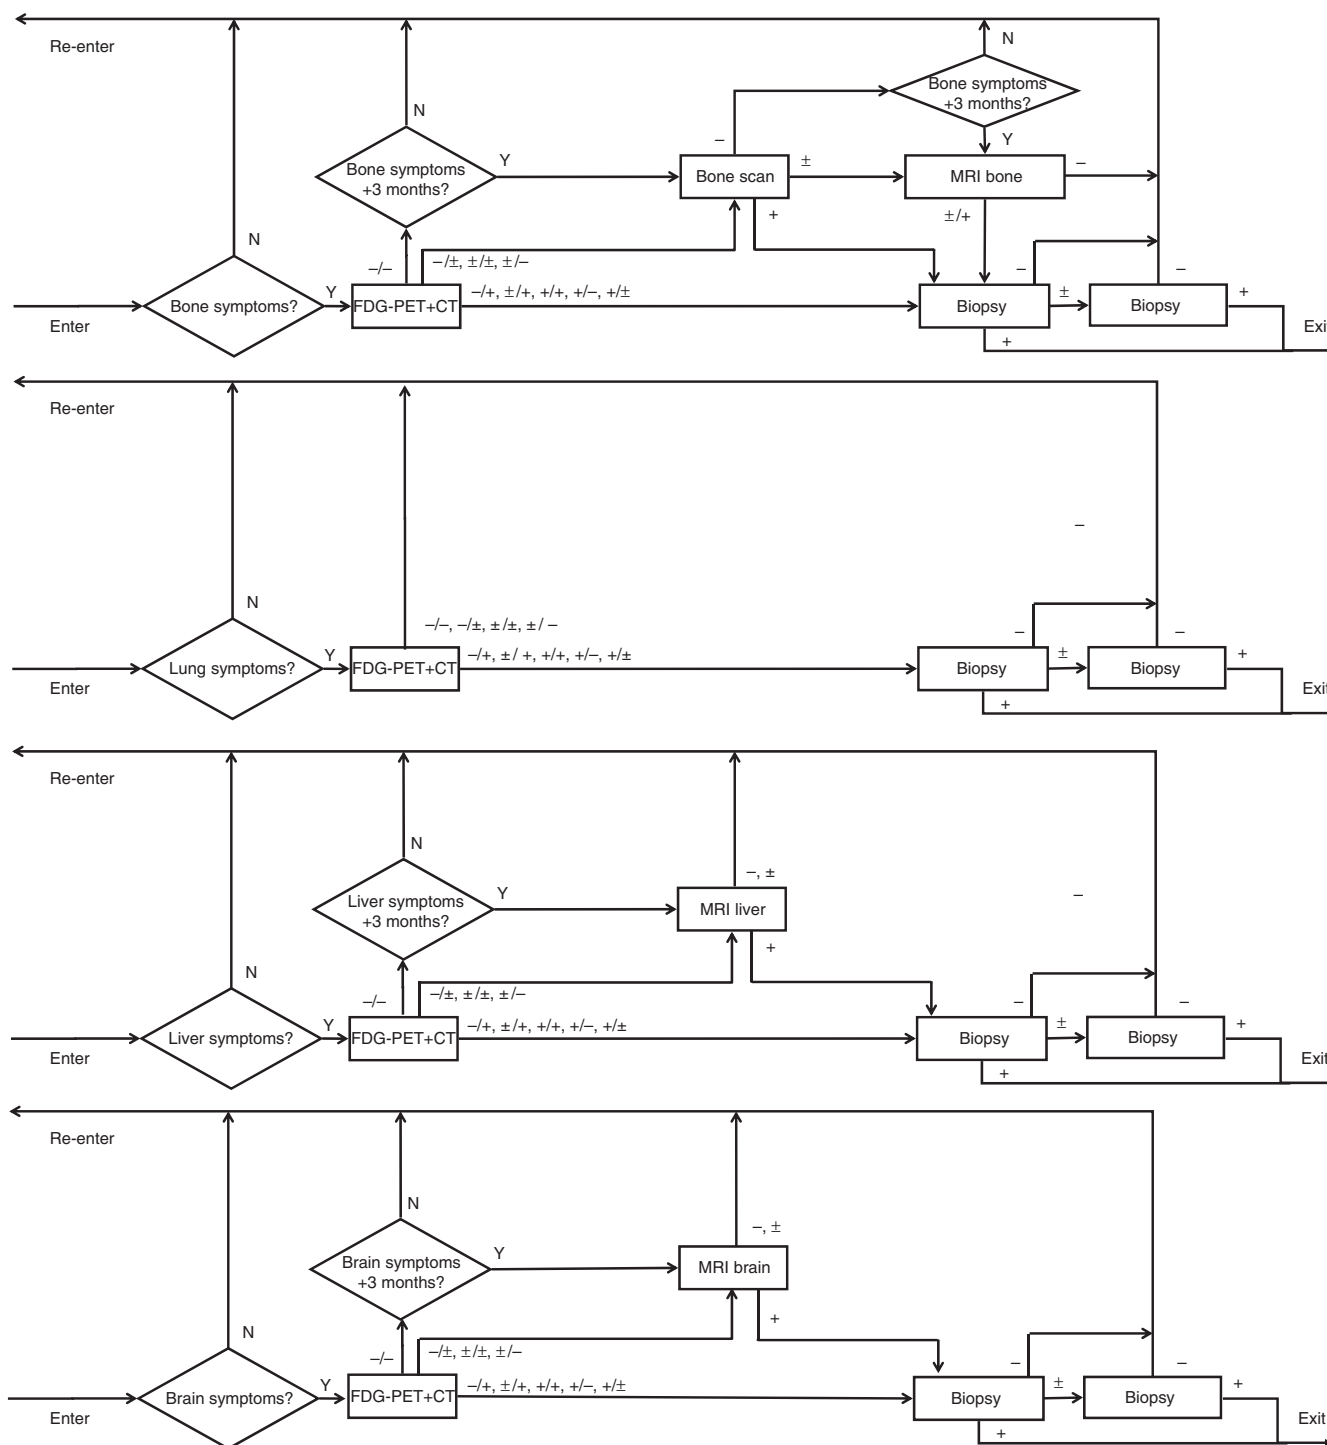 Re-enter
N
Bone symptoms
+3 months?
N
Y
Bone symptoms
+3 months?
Y
–
Bone scan
±
MRI bone
–
+
±/+
N
–/–
–/±, ±/±, ±/–
–
–
Enter
Bone symptoms?
Y
FDG-PET+CT
–/+, ±/+, +/+, +/–, +/±
Biopsy
±
Biopsy
+
+
Exi
Re-enter
–
N
–/–, –/±, ±/±, ±/ –
–
–
Enter
Lung symptoms?
Y
FDG-PET+CT
–/+, ±/ +, +/+, +/–, +/±
Biopsy
±
Biopsy
+
+
Exit
Re-enter
N
–, ±
Liver symptoms
+3 months?
Y
MRI liver
–
+
N
–/–
–/±, ±/±, ±/–
–
–
Enter
Liver symptoms?
Y
FDG-PET+CT
–/+, ±/+, +/+, +/–, +/±
Biopsy
±
Biopsy
+
+
Exit
Re-enter
N
–, ±
Brain symptoms
+3 months?
Y
MRI brain
+
N
–/–
–/±, ±/±, ±/–
–
–
Enter
Brain symptoms?
Y
FDG-PET+CT
–/+, ±/+, +/+, +/–, +/±
Biopsy
±
Biopsy
+
+
Exit